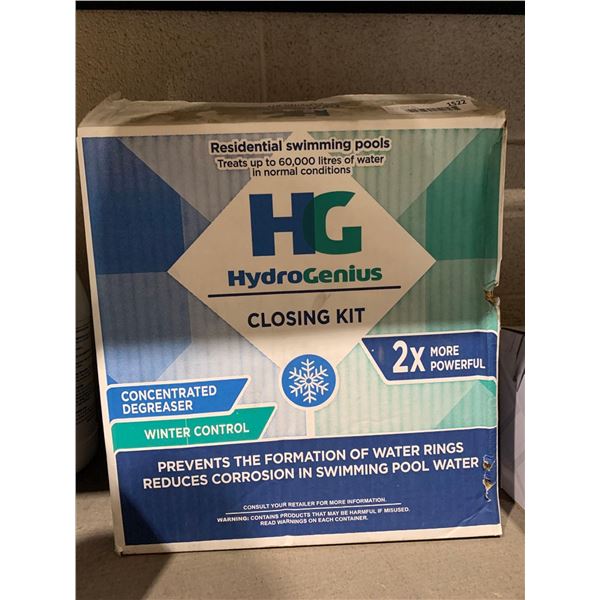 1522
Residential swimming pools
Treats up to 60,000 litres of water
in normal conditions
HG
HydroGenius
CLOSING KIT
2X MORE
POWERFUL
CONCENTRATED
DEGREASER
WINTER CONTROL
PREVENTS THE FORMATION OF WATER RINGS
REDUCES CORROSION IN SWIMMING POOL WATER
CONSULT YOUR RETAILER FOR MORE INFORMATION.
WARNING: CONTAINS PRODUCTS THAT MAY BE HARMFUL IF MISUSED.
READ WARNINGS ON EACH CONTAINER.